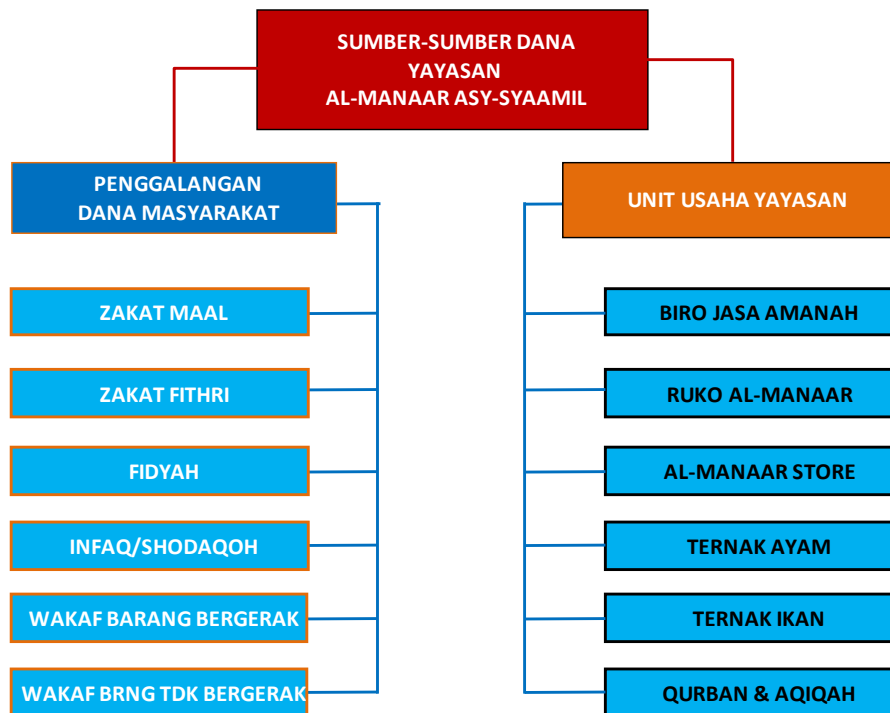 SUMBER-SUMBER DANA
YAYASAN
AL-MANAAR ASY-SYAAMIL
PENGGALANGAN
DANA MASYARAKAT
ZAKAT MAAL
ZAKAT FITHRI
FIDYAH
INFAQ/SHODAQOH
WAKAF BARANG BERGERAK
WAKAF BRNG TDK BERGERAK
UNIT USAHA YAYASAN
BIRO JASA AMANAH
RUKO AL-MANAAR
AL-MANAAR STORE
TERNAK AYAM
TERNAK IKAN
QURBAN & AQIQAH